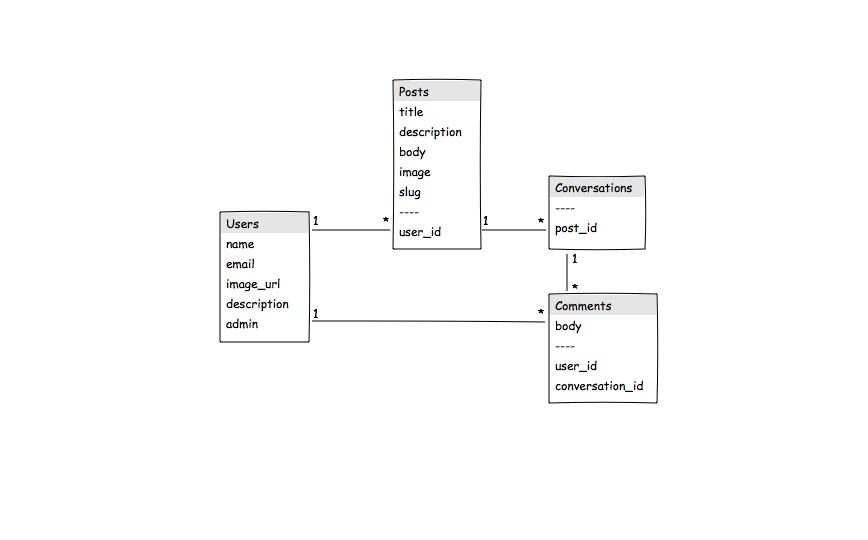 Posts
title
description
body
image
slug
----
user_id
Conversations
----
post_id
Users
name
email
image_url
description
admin
Comments
body
----
user_id
conversation_id
1
*
1
*
1
*
1
*